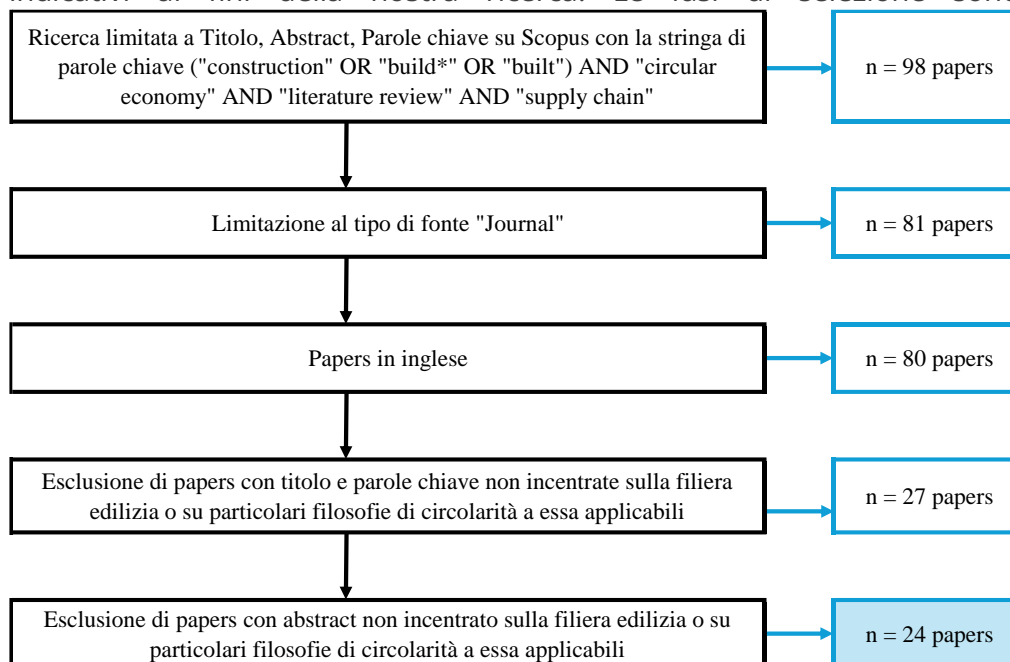 Ricerca limitata a Titolo, Abstract, Parole chiave su Scopus con la stringa di
parole chiave ("construction" OR "build*" OR "built") AND "circular
economy" AND "literature review" AND "supply chain"
n = 98 papers
Limitazione al tipo di fonte "Journal"
n = 81 papers
Papers in inglese
n = 80 papers
Esclusione di papers con titolo e parole chiave non incentrate sulla filiera
edilizia o su particolari filosofie di circolarità a essa applicabili
n = 27 papers
Esclusione di papers con abstract non incentrato sulla filiera edilizia o su
particolari filosofie di circolarità a essa applicabili
n = 24 papers